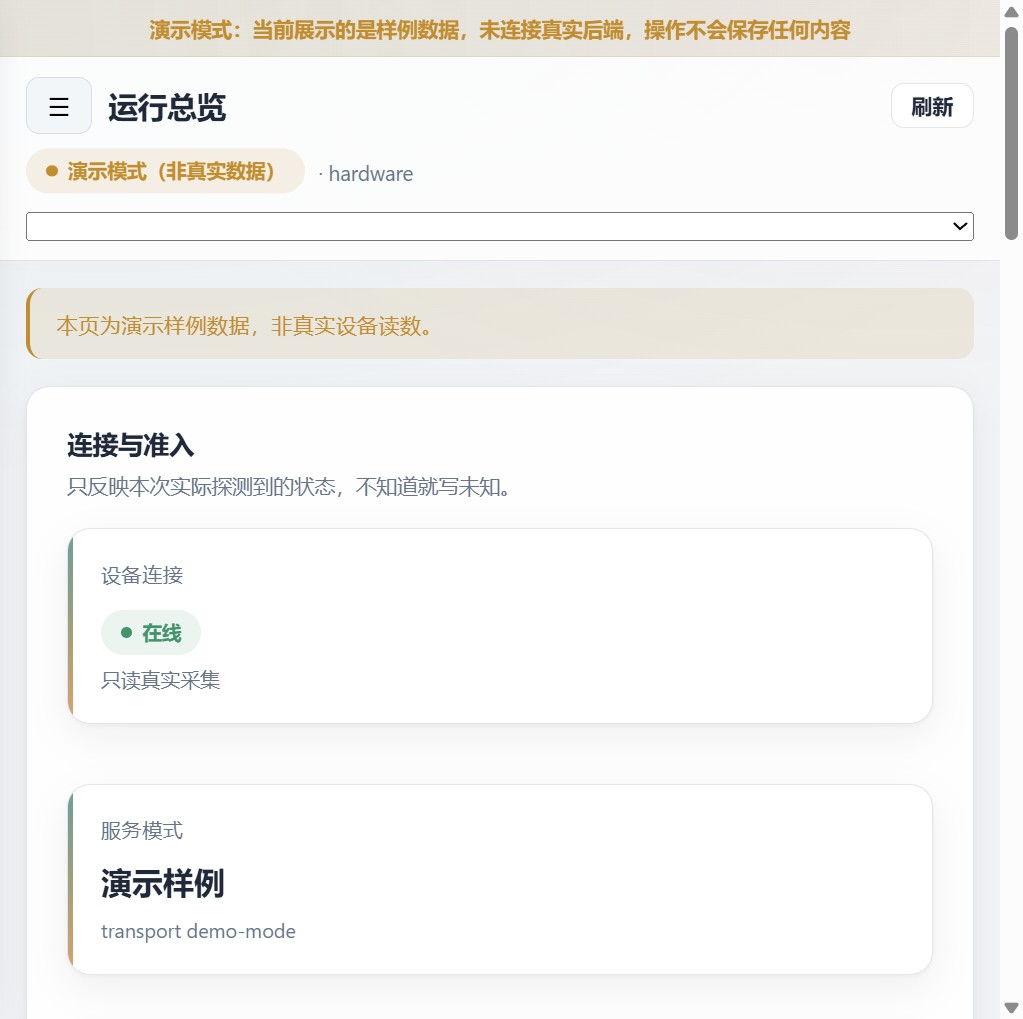 演示模式：当前展示的是样例数据，未连接真实后端，操作不会保存任何内容
☰ 运行总览
刷新
演示模式（非真实数据） · hardware
本页为演示样例数据，非真实设备读数。
连接与准入
只反映本次实际探测到的状态，不知道就写未知。
设备连接
在线
只读真实采集
服务模式
演示样例
transport demo-mode